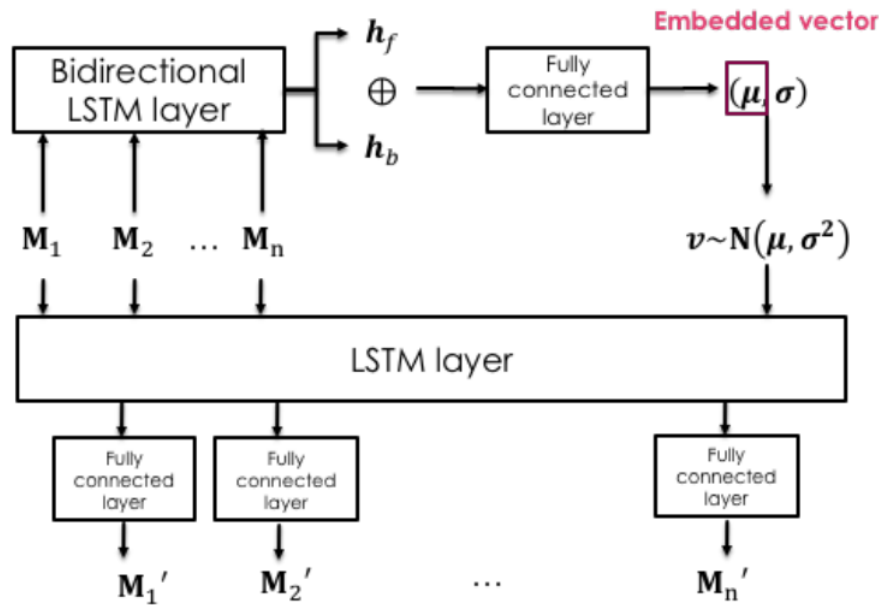 Embedded vector
Bidirectional
LSTM layer
h_f
⊕
h_b
Fully
connected
layer
(μ, σ)
M₁ M₂ … Mₙ
v~N(μ, σ²)
LSTM layer
Fully
connected
layer
Fully
connected
layer
Fully
connected
layer
M₁′ M₂′ … Mₙ′